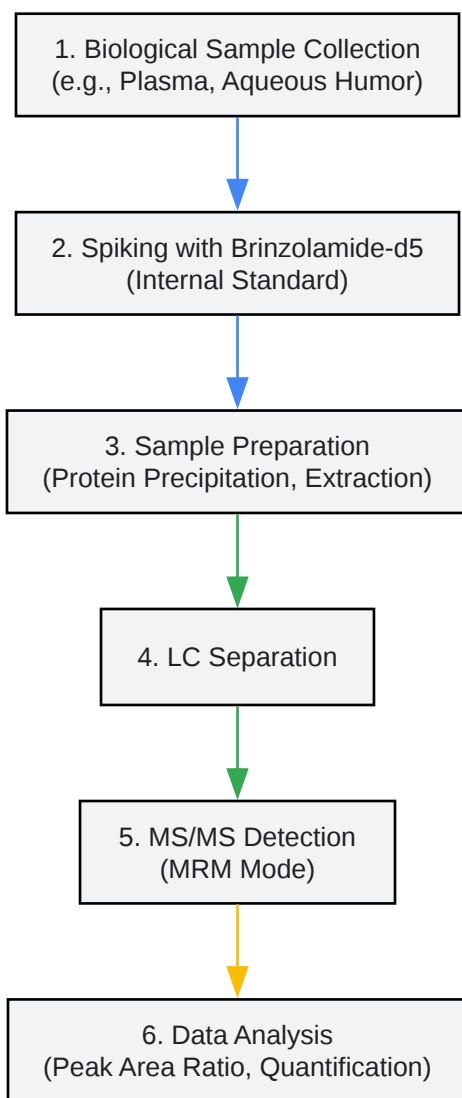 1. Biological Sample Collection
(e.g., Plasma, Aqueous Humor)
2. Spiking with Brinzolamide-d5
(Internal Standard)
3. Sample Preparation
(Protein Precipitation, Extraction)
4. LC Separation
5. MS/MS Detection
(MRM Mode)
6. Data Analysis
(Peak Area Ratio, Quantification)